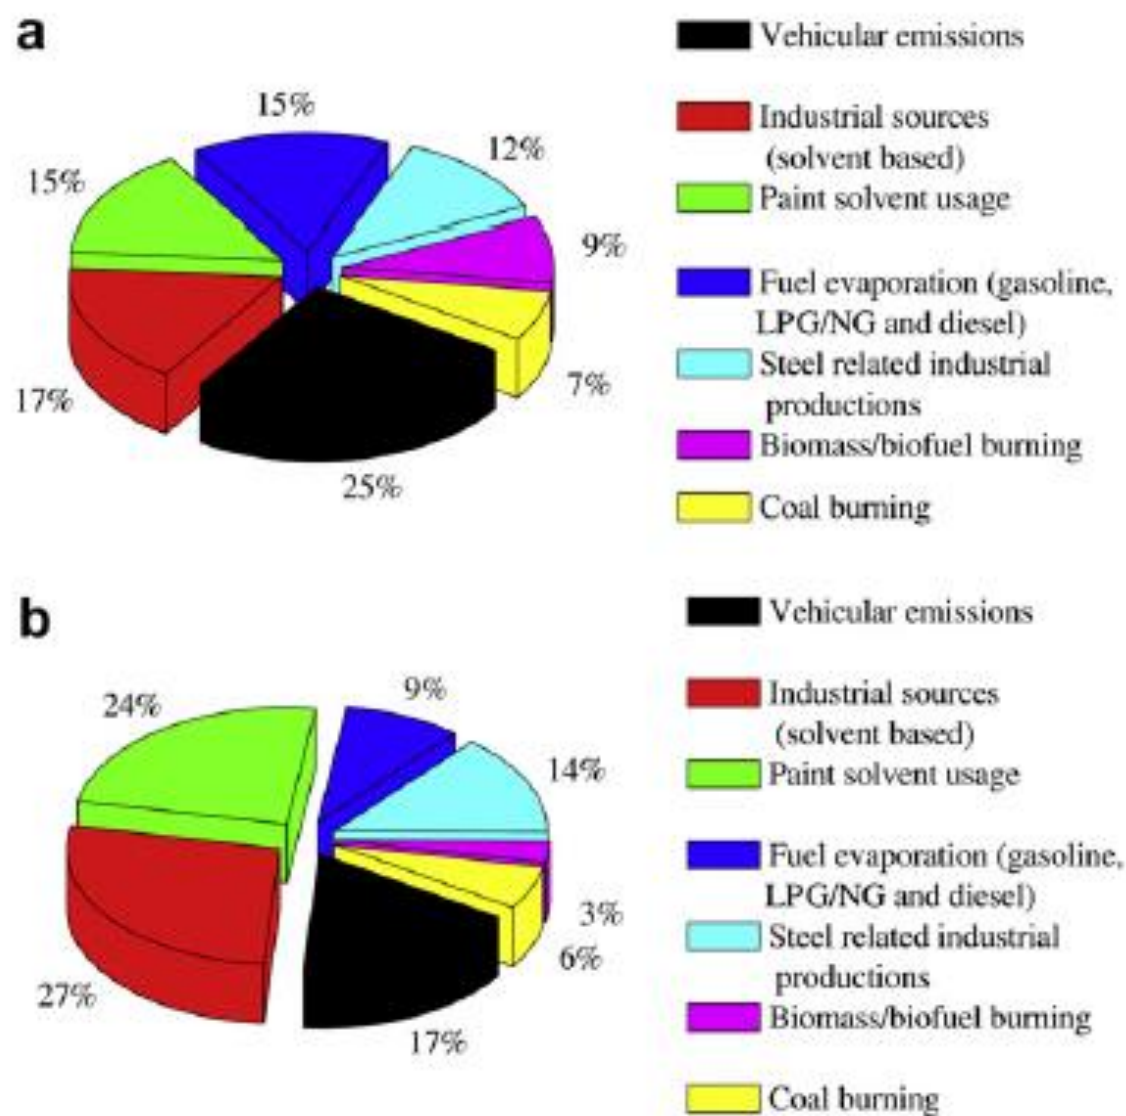 a
15%
12%
15%
9%
17%
7%
25%
Vehicular emissions
Industrial sources
(solvent based)
Paint solvent usage
Fuel evaporation (gasoline,
LPG/NG and diesel)
Steel related industrial
productions
Biomass/biofuel burning
Coal burning
b
9%
24%
14%
3%
6%
27%
17%
Vehicular emissions
Industrial sources
(solvent based)
Paint solvent usage
Fuel evaporation (gasoline,
LPG/NG and diesel)
Steel related industrial
productions
Biomass/biofuel burning
Coal burning